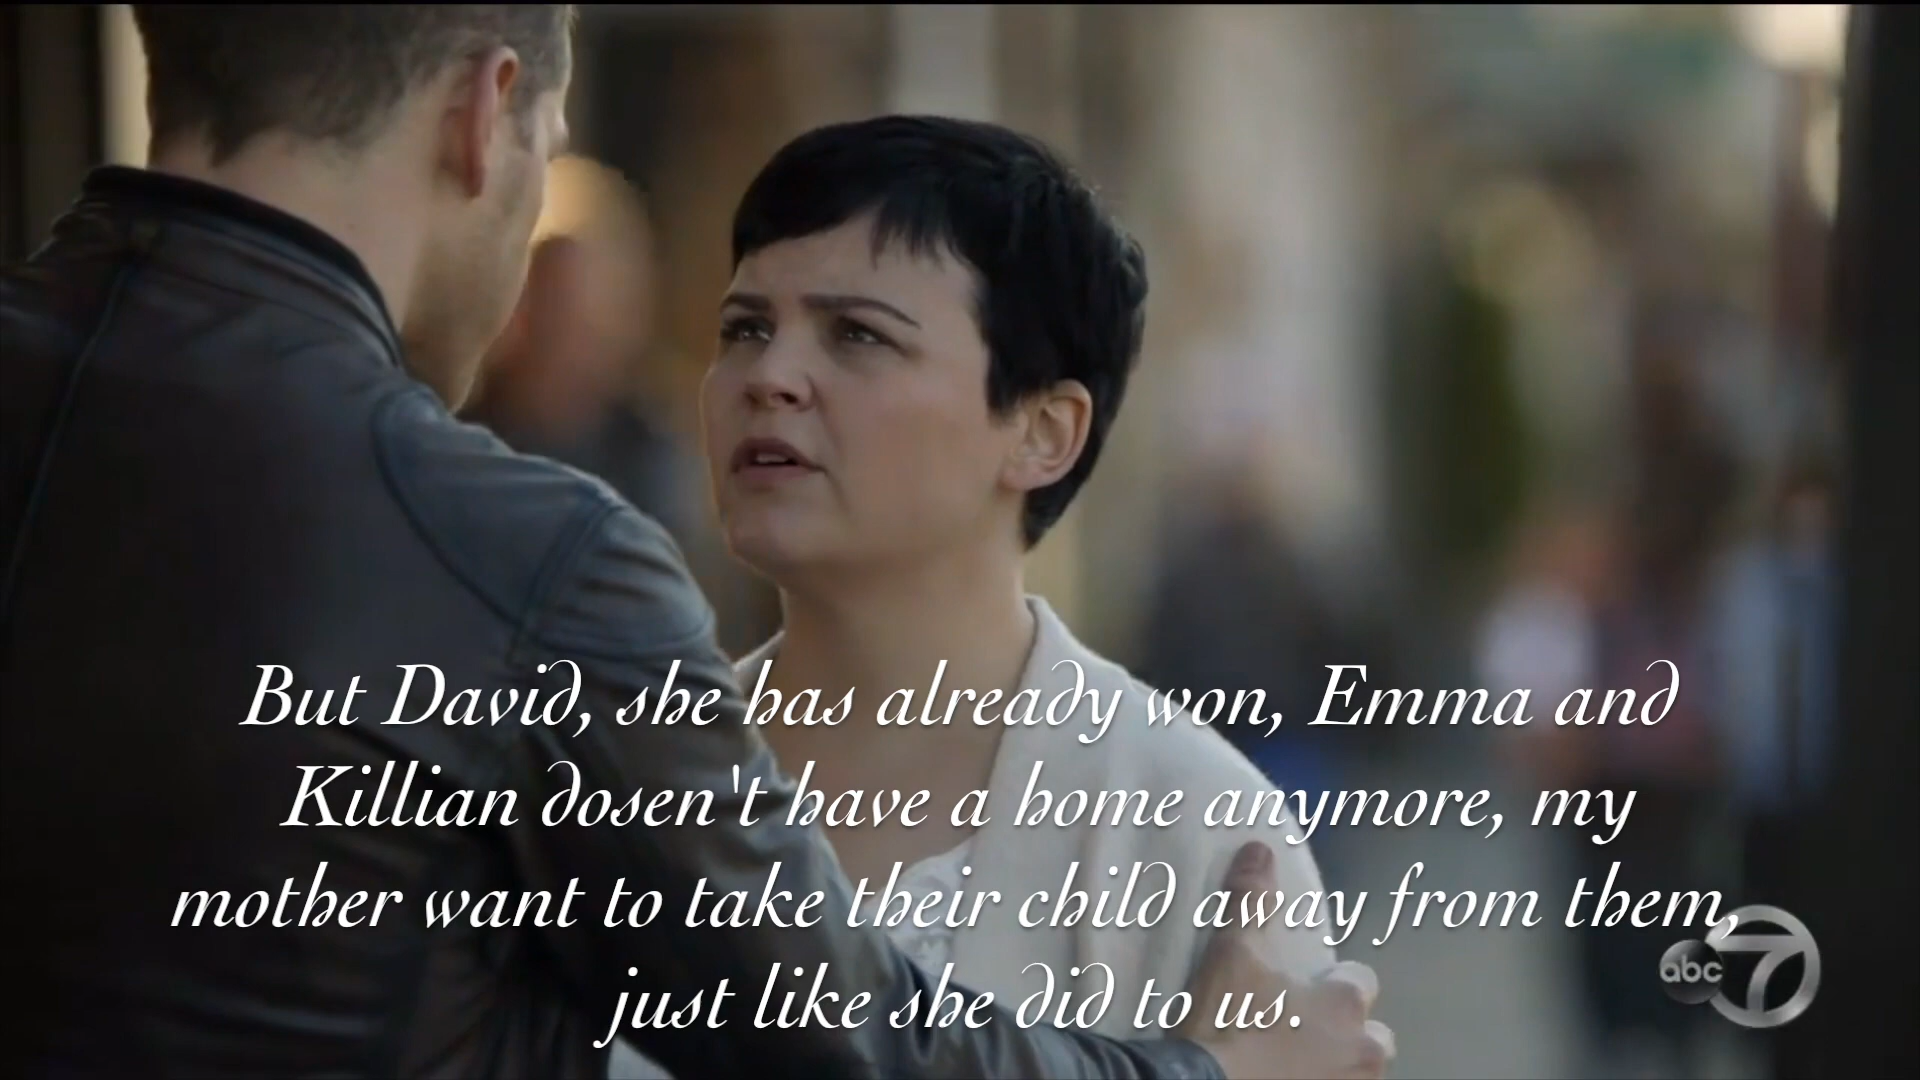 But David, she has already won, Emma and
Killian dosen't have a home anymore, my
mother want to take their child away from them,
just like she did to us.
abc 7